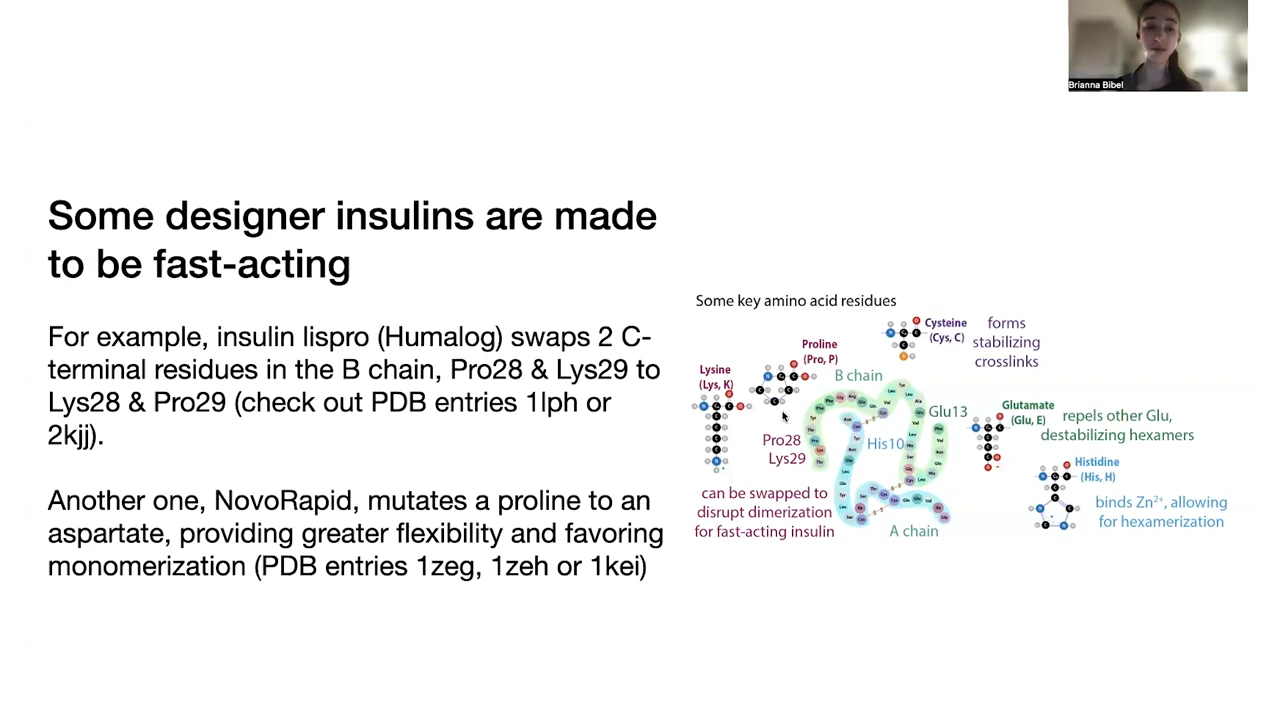 Brianna Bibel
Some designer insulins are made
to be fast-acting
For example, insulin lispro (Humalog) swaps 2 C-
terminal residues in the B chain, Pro28 & Lys29 to
Lys28 & Pro29 (check out PDB entries 1lph or
2kjj).
Another one, NovoRapid, mutates a proline to an
aspartate, providing greater flexibility and favoring
monomerization (PDB entries 1zeg, 1zeh or 1kei)
Some key amino acid residues
Lysine
(Lys, K)
Proline
(Pro, P)
Cysteine
(Cys, C)
forms
stabilizing
crosslinks
B chain
Glu13
Glutamate
(Glu, E)
repels other Glu,
destabilizing hexamers
Pro28
Lys29
His10
Histidine
(His, H)
can be swapped to
disrupt dimerization
for fast-acting insulin
binds Zn²⁺, allowing
for hexamerization
A chain